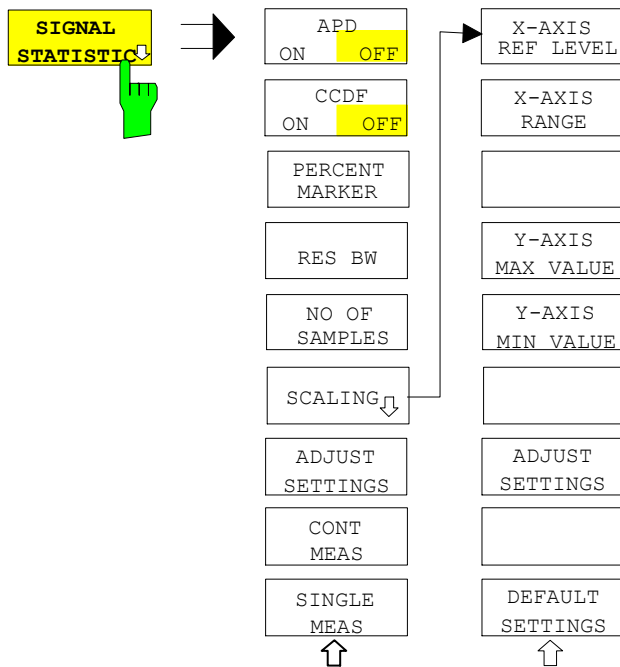 SIGNAL
STATISTIC
APD
ON OFF
CCDF
ON OFF
PERCENT
MARKER
RES BW
NO OF
SAMPLES
SCALING
ADJUST
SETTINGS
CONT
MEAS
SINGLE
MEAS
X-AXIS
REF LEVEL
X-AXIS
RANGE
Y-AXIS
MAX VALUE
Y-AXIS
MIN VALUE
ADJUST
SETTINGS
DEFAULT
SETTINGS